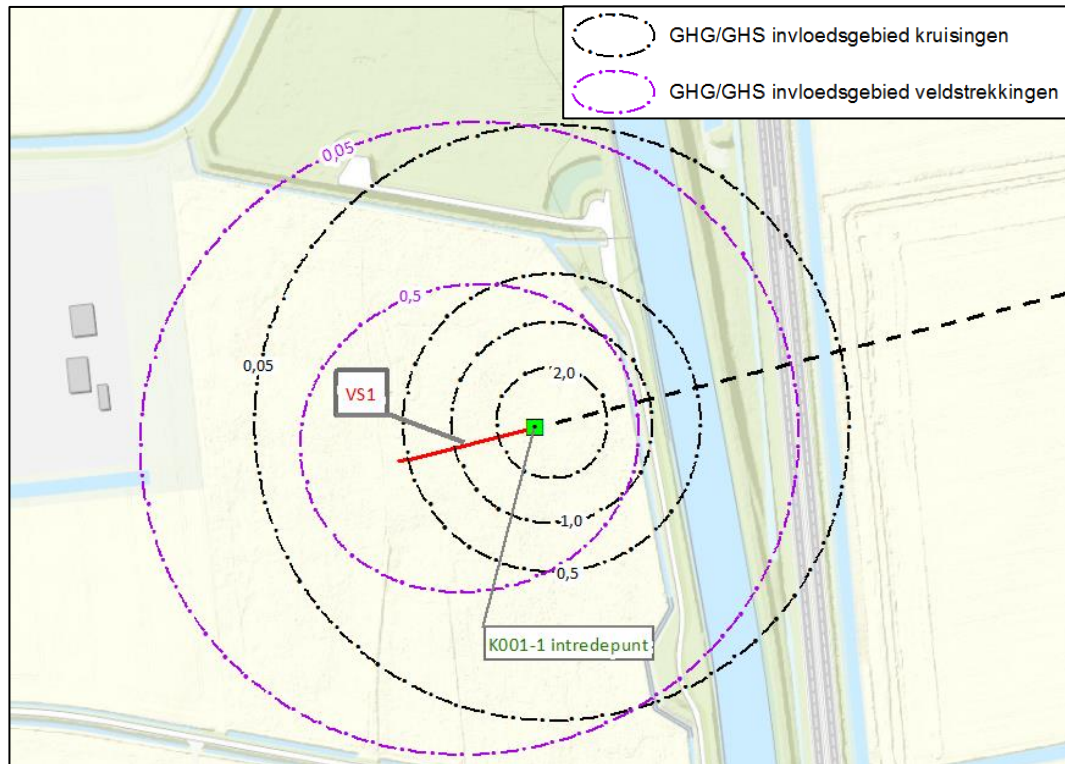 GHG/GHS invloedsgebied kruisingen
GHG/GHS invloedsgebied veldstrekkingen
0,05
0,5
0,05
2,0
VS1
1,0
0,5
K001-1 intredepunt